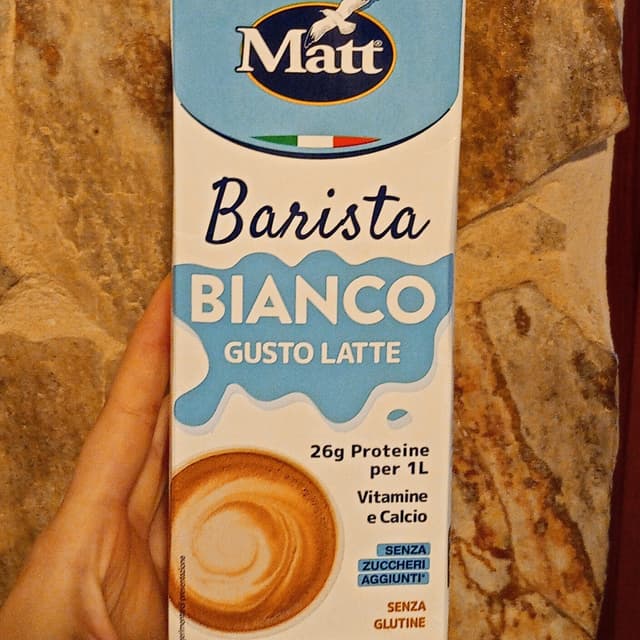 Matt
Barista
BIANCO
GUSTO LATTE
26g Proteine
per 1L
Vitamine
e Calcio
SENZA
ZUCCHERI
AGGIUNTI*
SENZA
GLUTINE